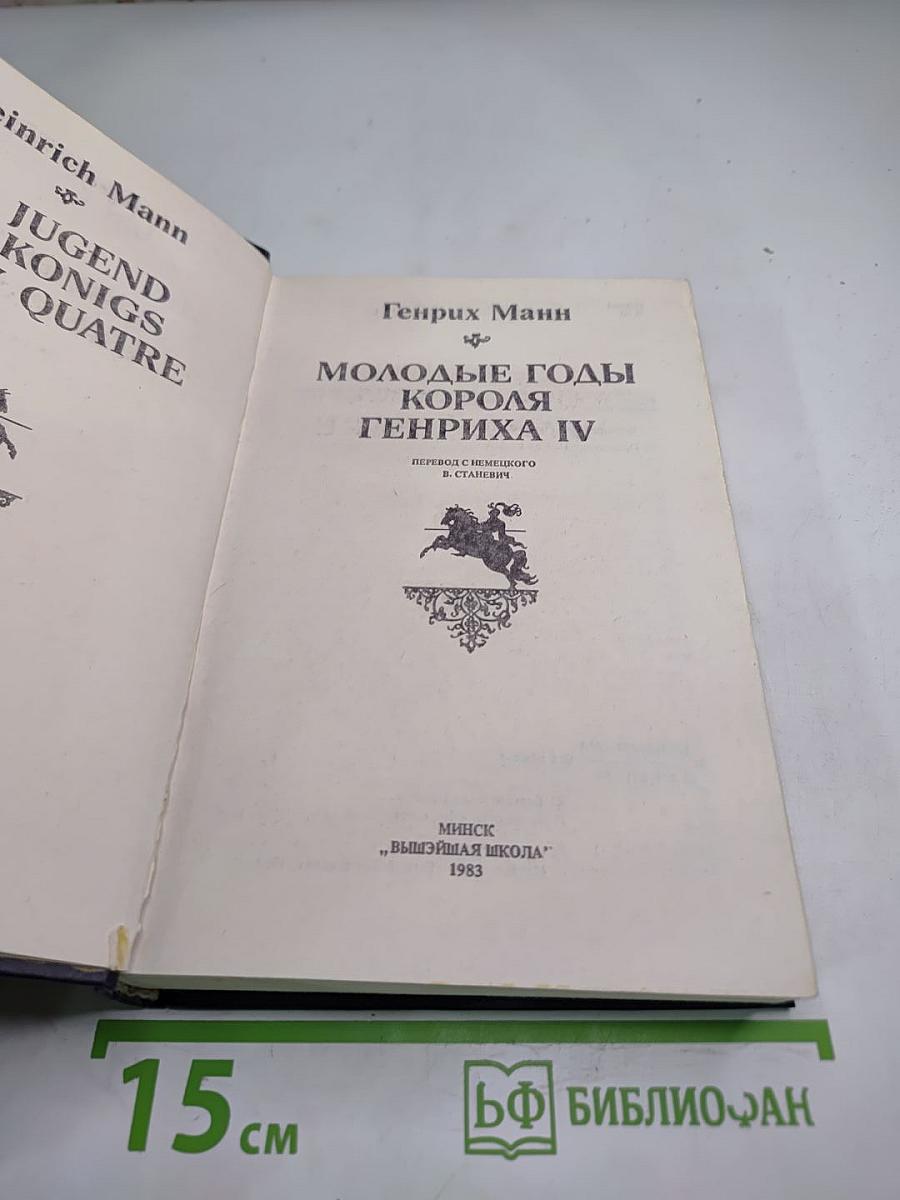 einrich Mann
JUGEND
KONIGS
QUATRE
Генрих Манн
МОЛОДЫЕ ГОДЫ
КОРОЛЯ
ГЕНРИХА IV
ПЕРЕВОД С НЕМЕЦКОГО
В. СТАНЕВИЧ
МИНСК
„ВЫШЭЙШАЯ ШКОЛА"
1983
15 см
БФ БИБЛИОФАН